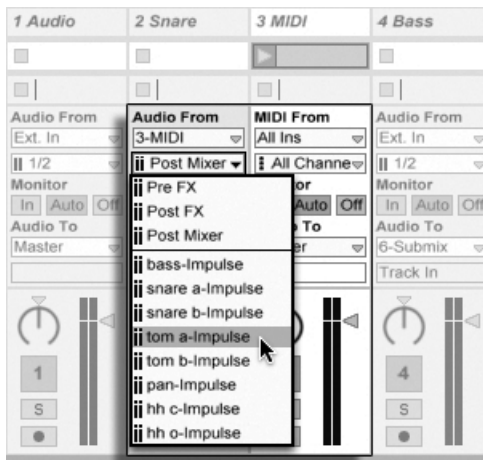 1 Audio 2 Snare 3 MIDI 4 Bass
Audio From Audio From MIDI From Audio From
Ext. In 3-MIDI All Ins Ext. In
1/2 Post Mixer All Channe 1/2
Monitor Pre FX or Monitor
In Auto Off Post FX Auto Off In Auto Off
Audio To Post Mixer To Audio To
Master bass-Impulse er 6-Submix
snare a-Impulse Track In
snare b-Impulse
tom a-Impulse
tom b-Impulse
1 pan-Impulse 4
S hh c-Impulse S
hh o-Impulse